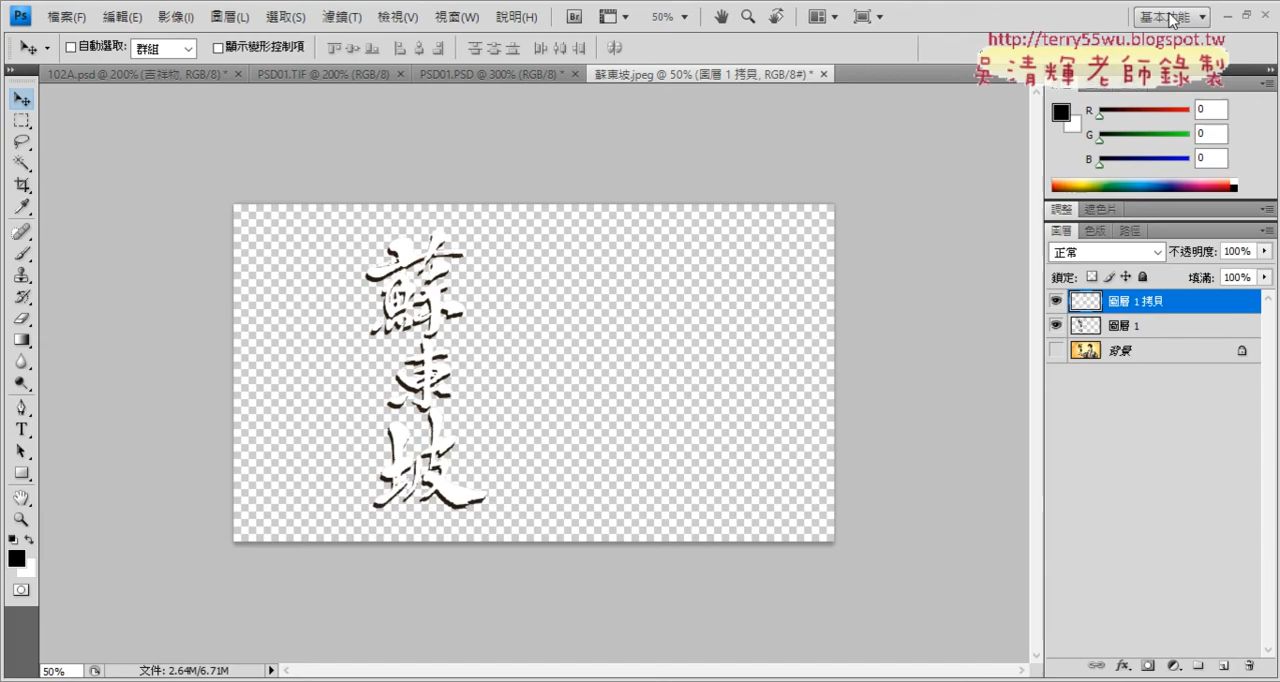 Ps 檔案(F) 編輯(E) 影像(I) 圖層(L) 選取(S) 濾鏡(T) 檢視(V) 視窗(W) 說明(H) Br 50% 基本功能
自動選取: 群組 顯示變形控制項
http://terry55wu.blogspot.tw
吳清輝老師錄製
102A.psd @ 200% (吉祥物, RGB/8) * PSD01.TIF @ 200% (RGB/8) PSD01.PSD @ 300% (RGB/8) * 蘇東坡.jpeg @ 50% (圖層 1 拷貝, RGB/8#) *
R 0
G 0
B 0
調整 遮色片
圖層 色版 路徑
正常 不透明度: 100%
鎖定: 填滿: 100%
圖層 1 拷貝
圖層 1
背景
蘇東坡
T
fx
50% 文件: 2.64M/6.71M